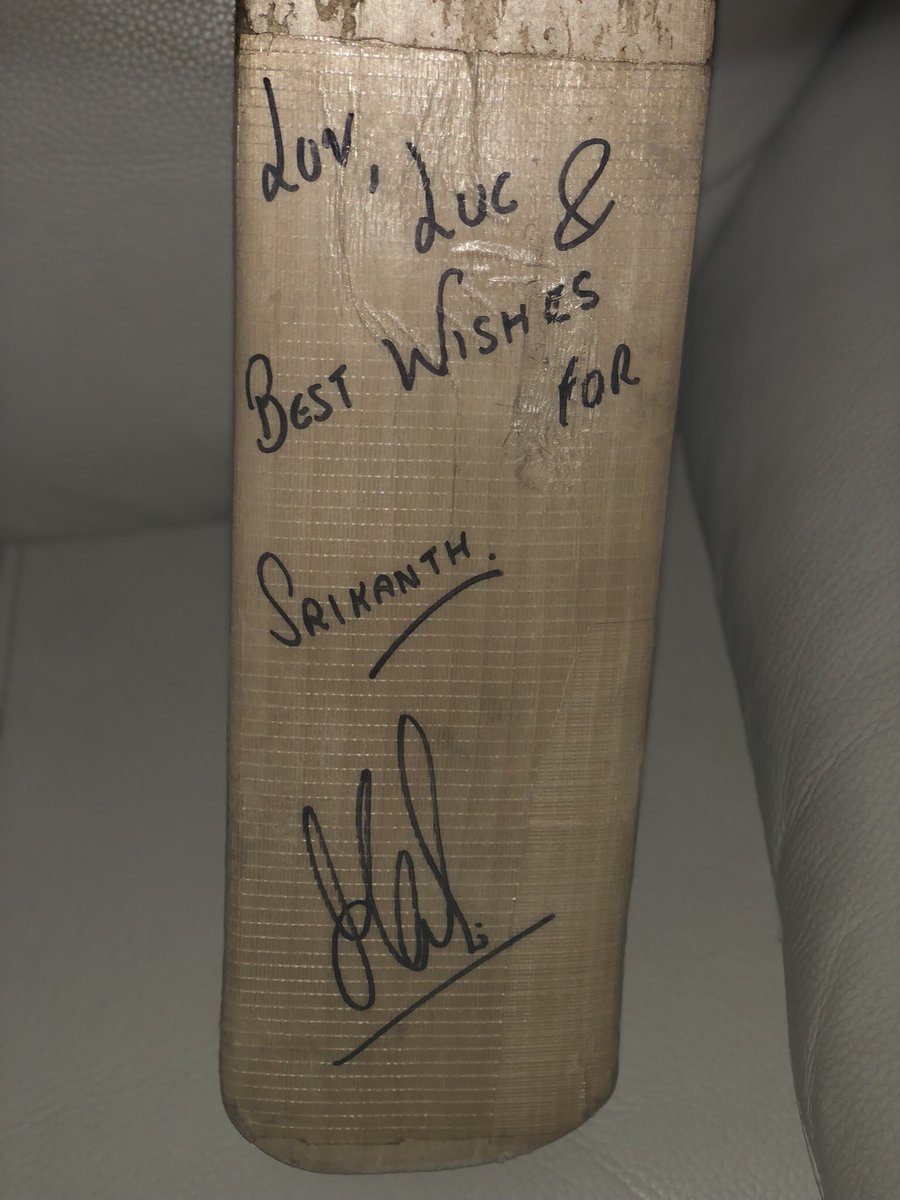 Luv, Luc &
Best Wishes
for
Srikanth.